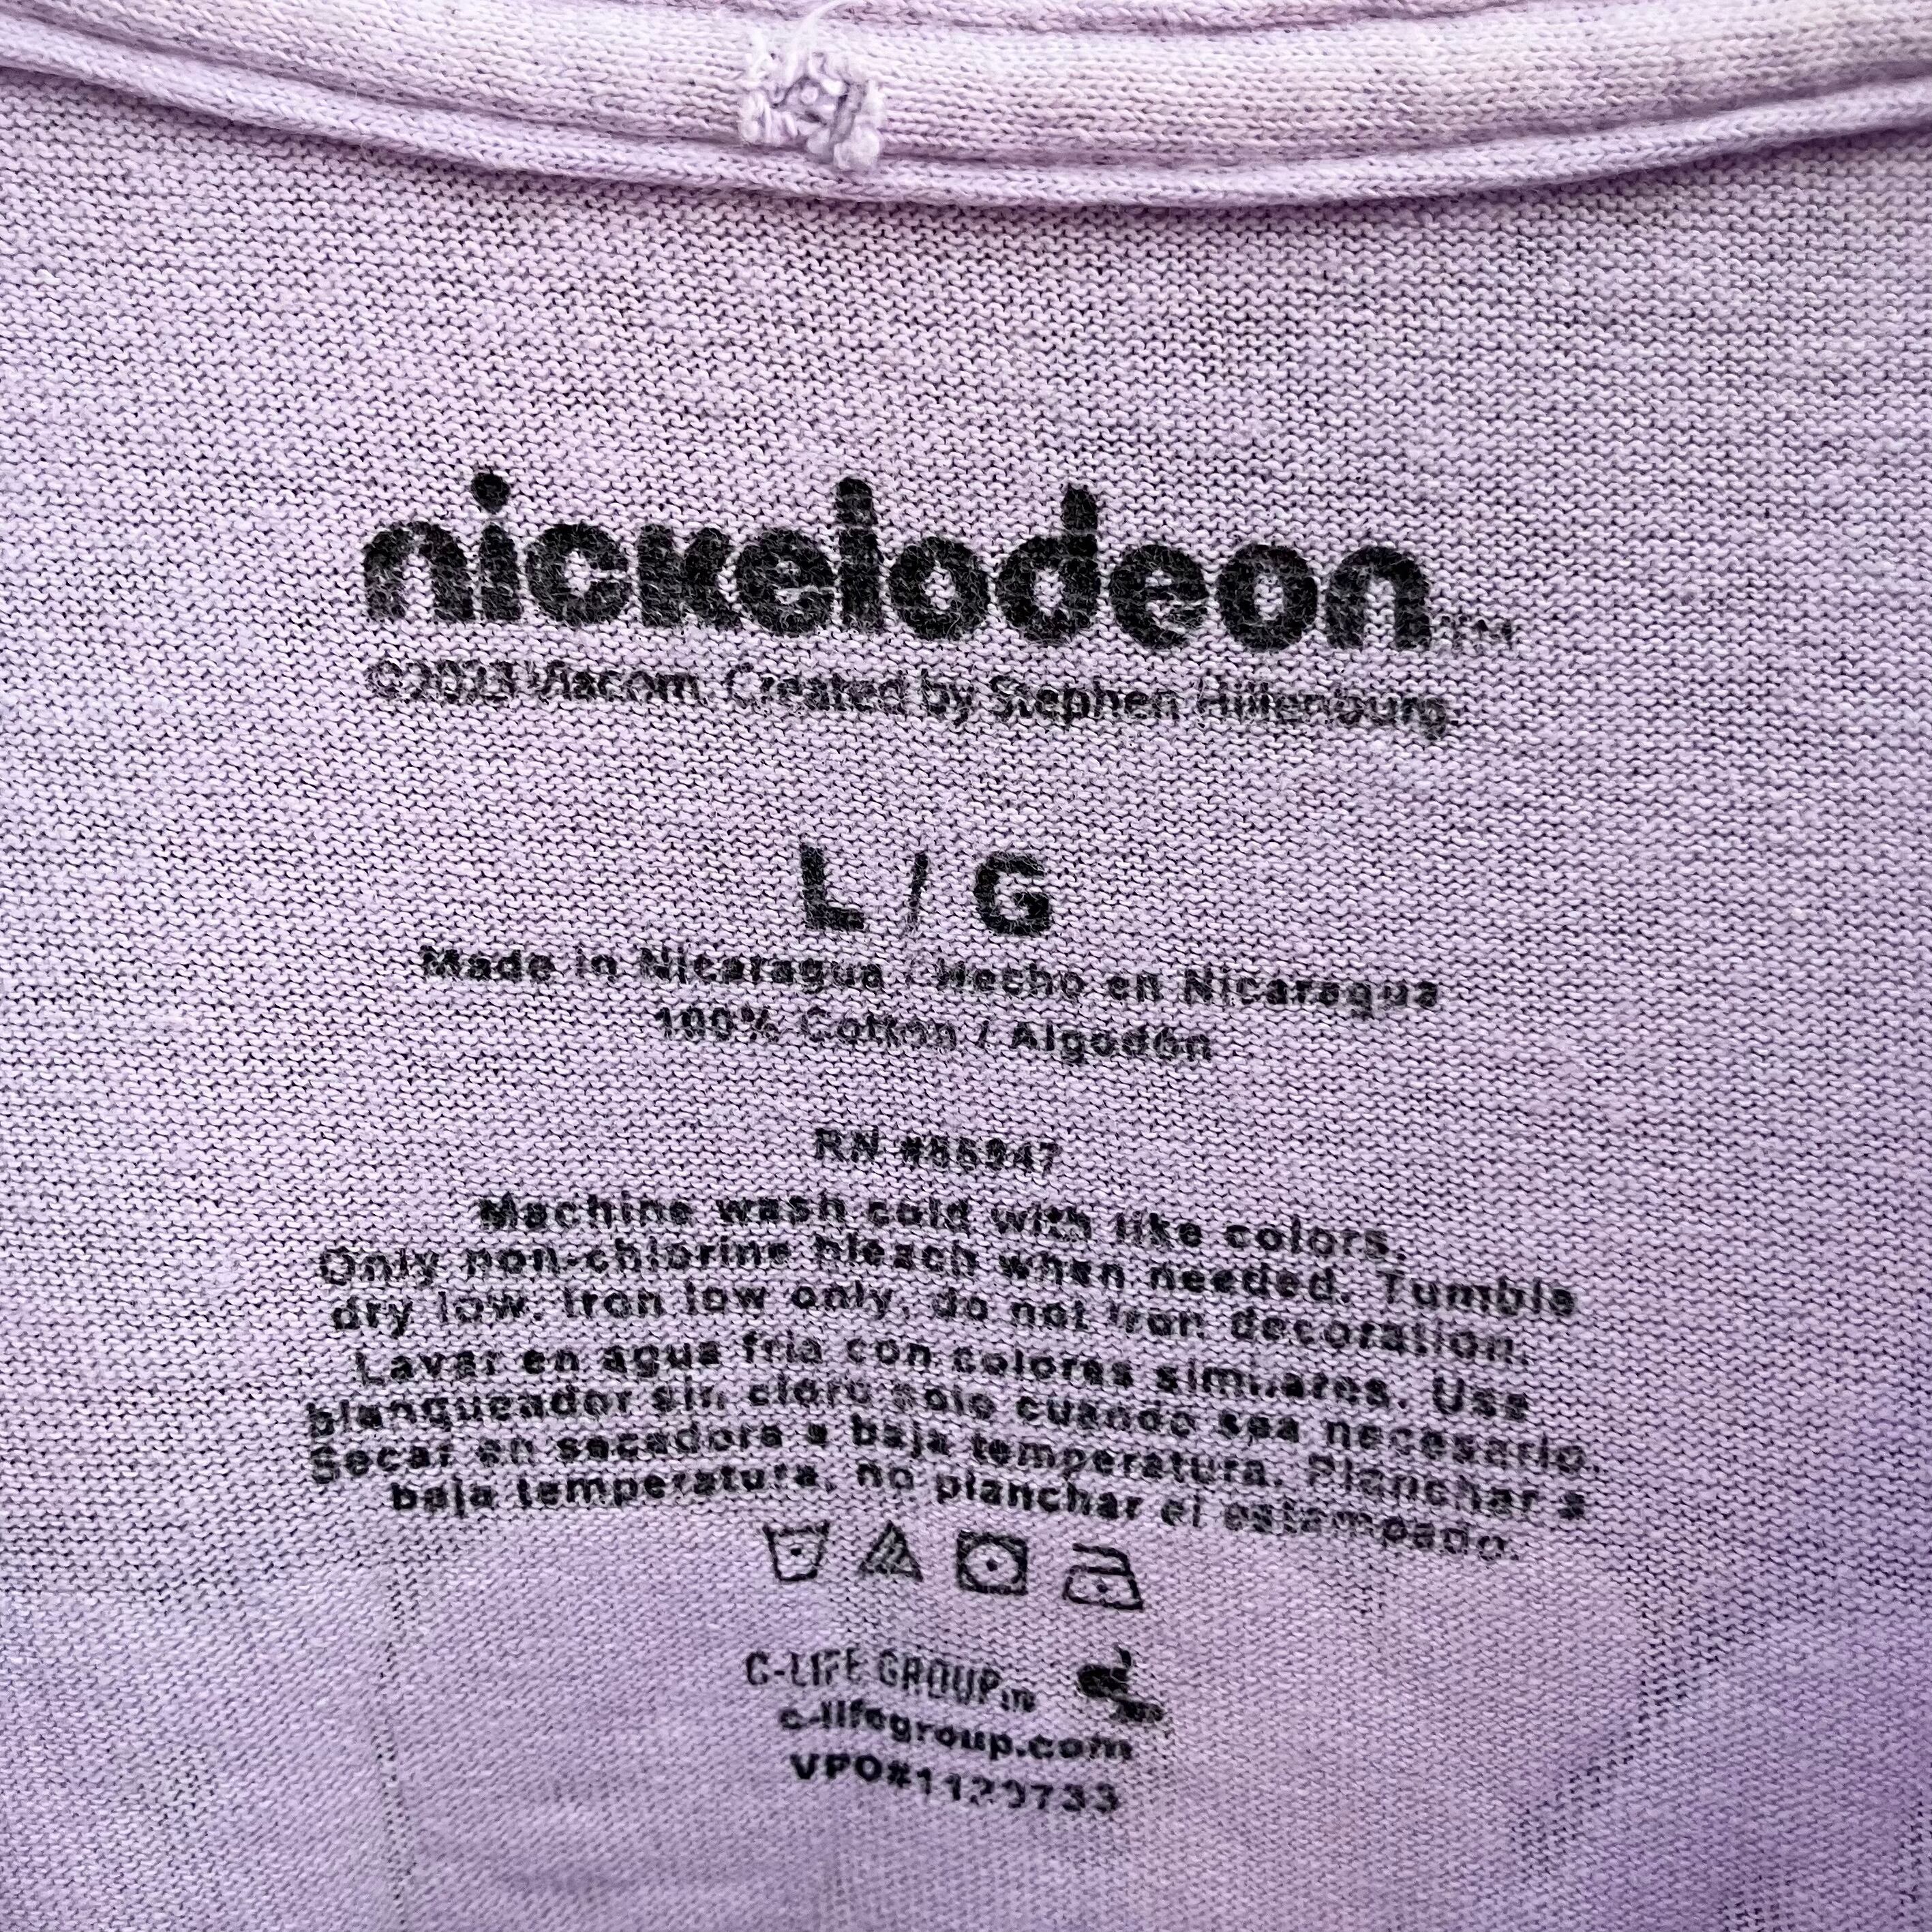 nickelodeon™
Viacom. Created by Stephen Hillenburg.
L / G
Made in Nicaragua / Hecho en Nicaragua
100% Cotton / Algodón
RN
Machine wash cold with like colors.
Only non-chlorine bleach when needed. Tumble
dry low. Iron low only, do not iron decoration.
Lavar en agua fria con colores similares. Use
blanqueador sin cloro solo cuando sea necesario.
Secar en secadora a baja temperatura. Planchar a
baja temperatura, no planchar el estampado.
C-LIFE GROUP
c-lifegroup.com